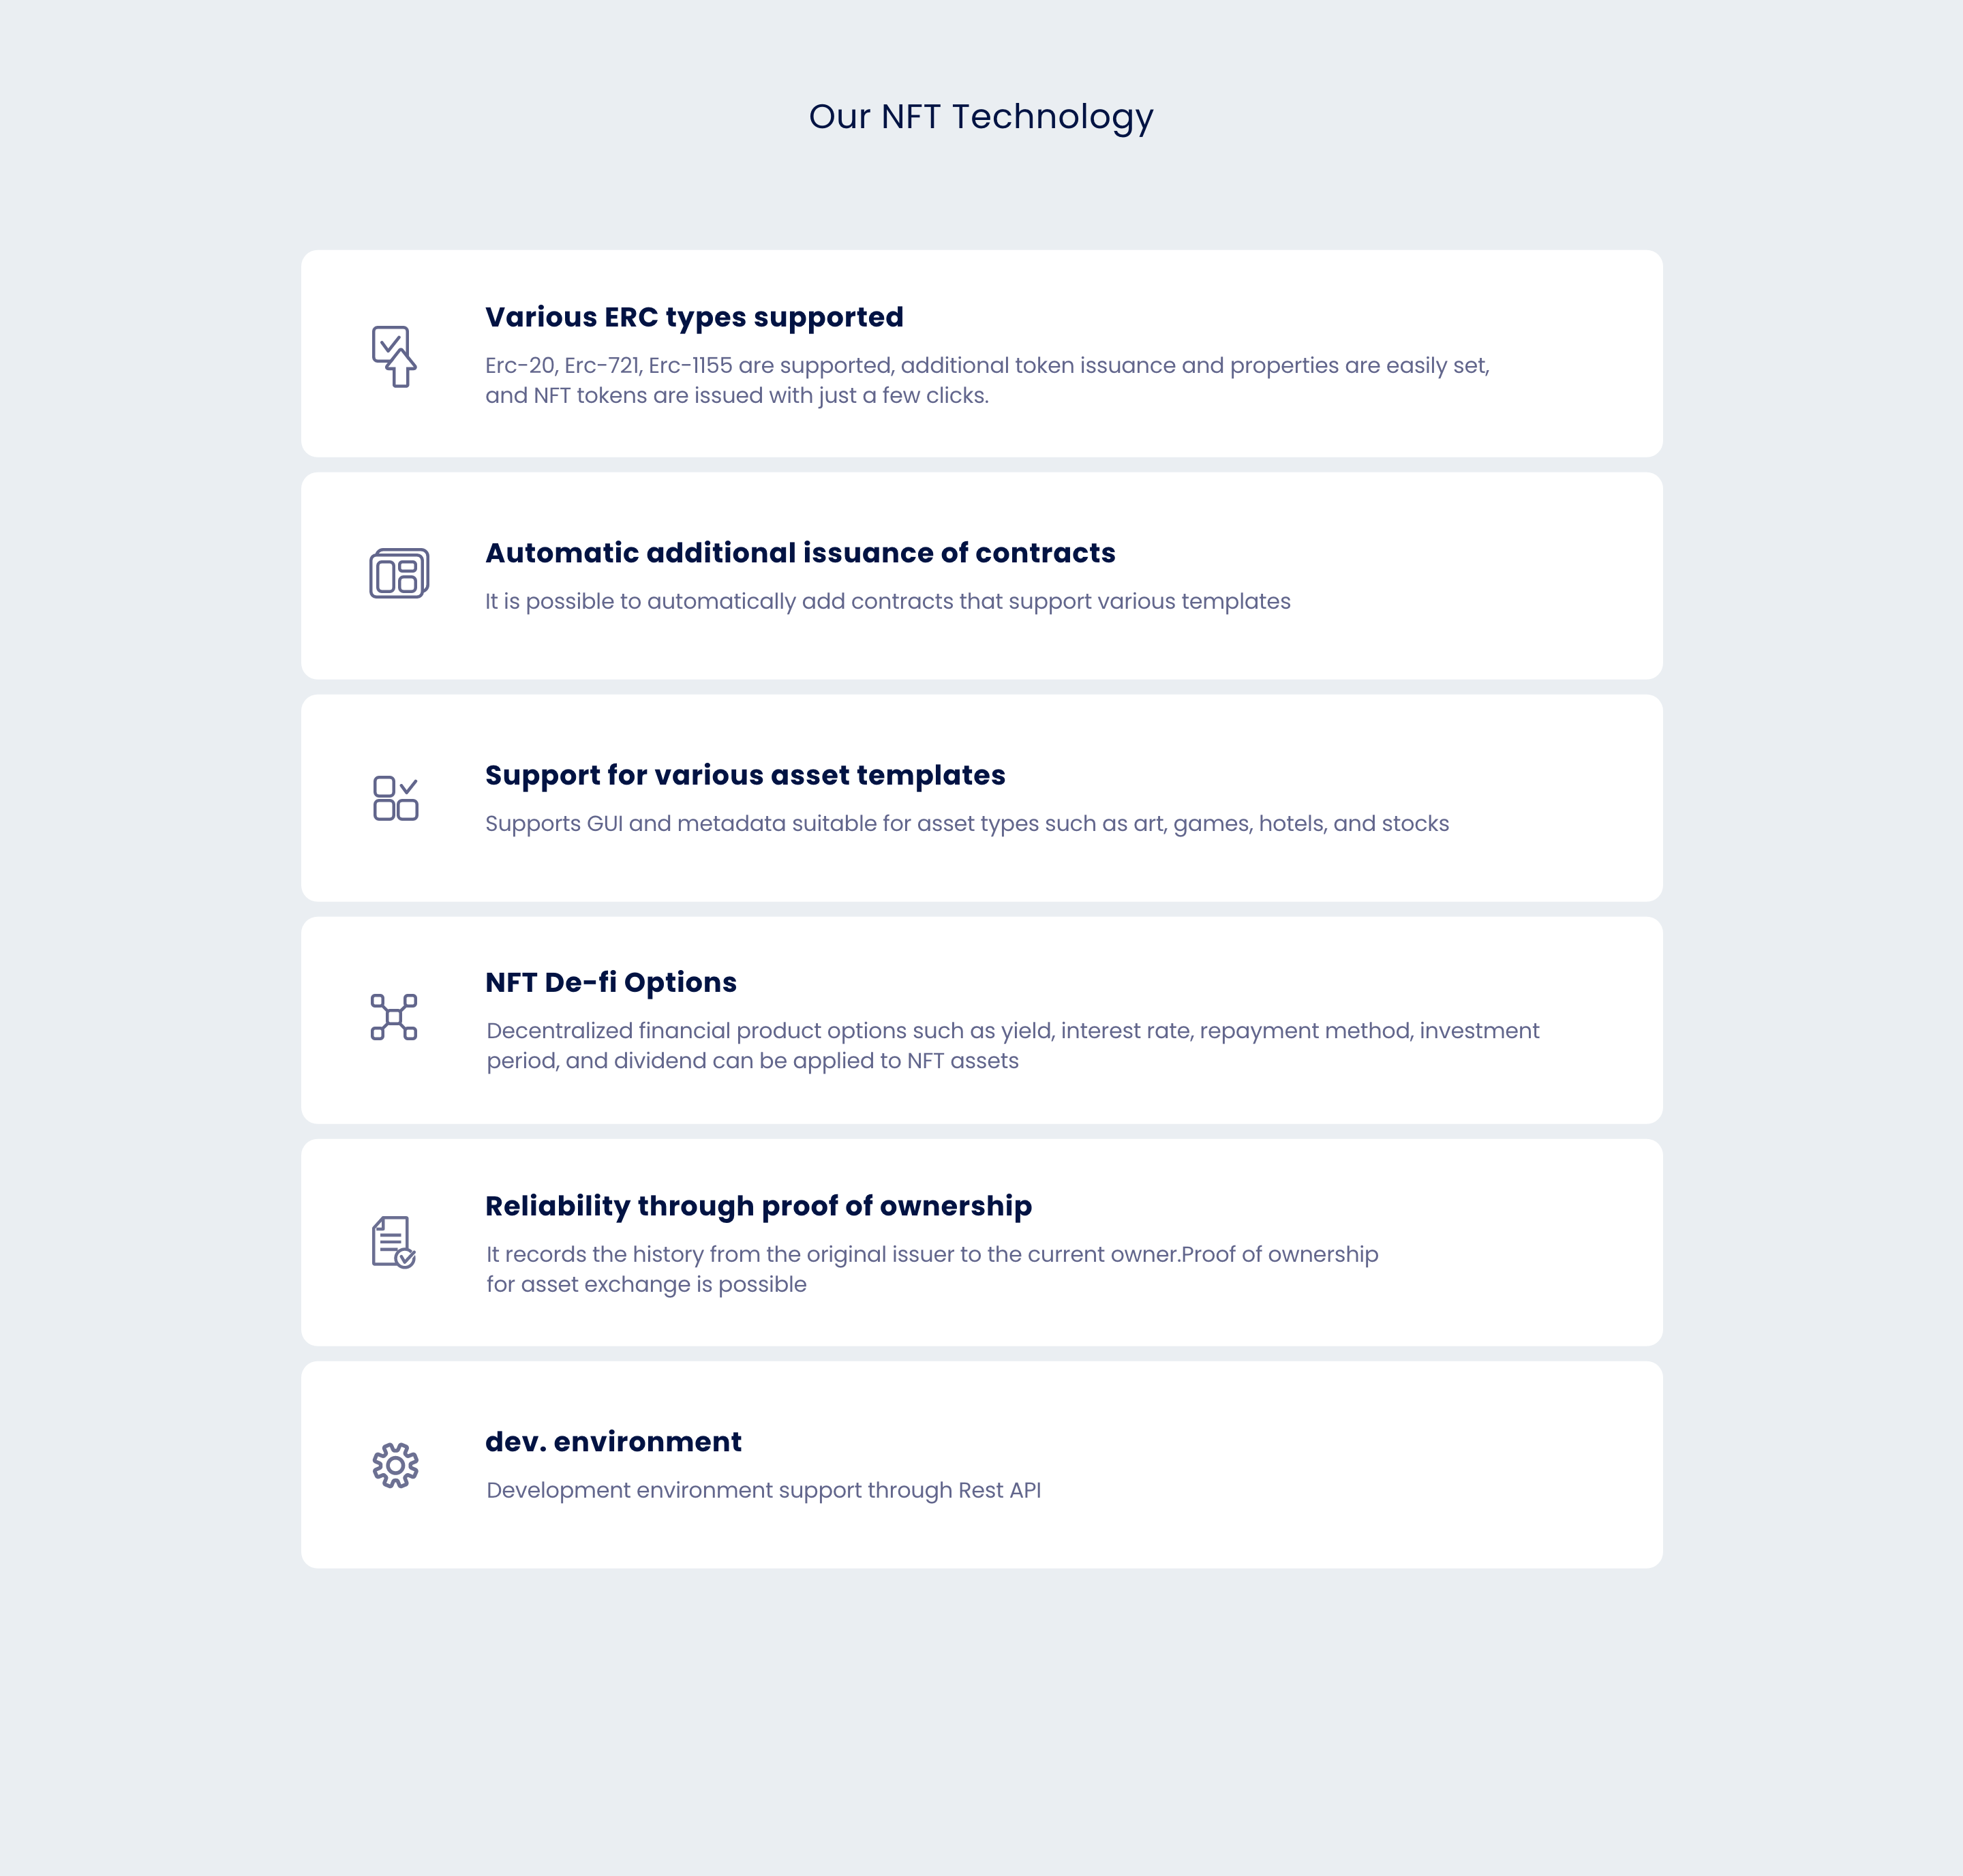 Our NFT Technology
Various ERC types supported
Erc-20, Erc-721, Erc-1155 are supported, additional token issuance and properties are easily set,
and NFT tokens are issued with just a few clicks.
Automatic additional issuance of contracts
It is possible to automatically add contracts that support various templates
Support for various asset templates
Supports GUI and metadata suitable for asset types such as art, games, hotels, and stocks
NFT De-fi Options
Decentralized financial product options such as yield, interest rate, repayment method, investment
period, and dividend can be applied to NFT assets
Reliability through proof of ownership
It records the history from the original issuer to the current owner.Proof of ownership
for asset exchange is possible
dev. environment
Development environment support through Rest API